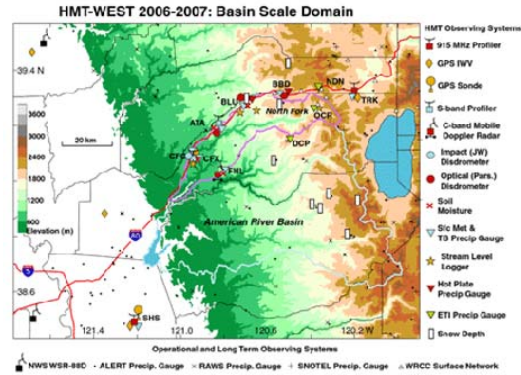 HMT-WEST 2006-2007: Basin Scale Domain
39.4 N
38.6
121.4
121.0
120.6
120.2 W
20 km
3600
3000
2400
1800
1200
600
Elevation (m)
BLU
BBD
NDN
TRK
North Fork
OCR
ATA
DCP
CFC
CFX
FHL
American River Basin
80
5
SHS
HMT Observing Systems
915 MHz Profiler
GPS IWV
GPS Sonde
S-band Profiler
C-band Mobile
Doppler Radar
Impact (JW)
Disdrometer
Optical (Pars.)
Disdrometer
Soil
Moisture
Sfc Met &
TB Precip Gauge
Stream Level
Logger
Hot Plate
Precip Gauge
ETI Precip Gauge
Snow Depth
Operational and Long Term Observing Systems
NWS WSR-88D
ALERT Precip. Gauge
RAWS Precip. Gauge
SNOTEL Precip. Gauge
WRCC Surface Network